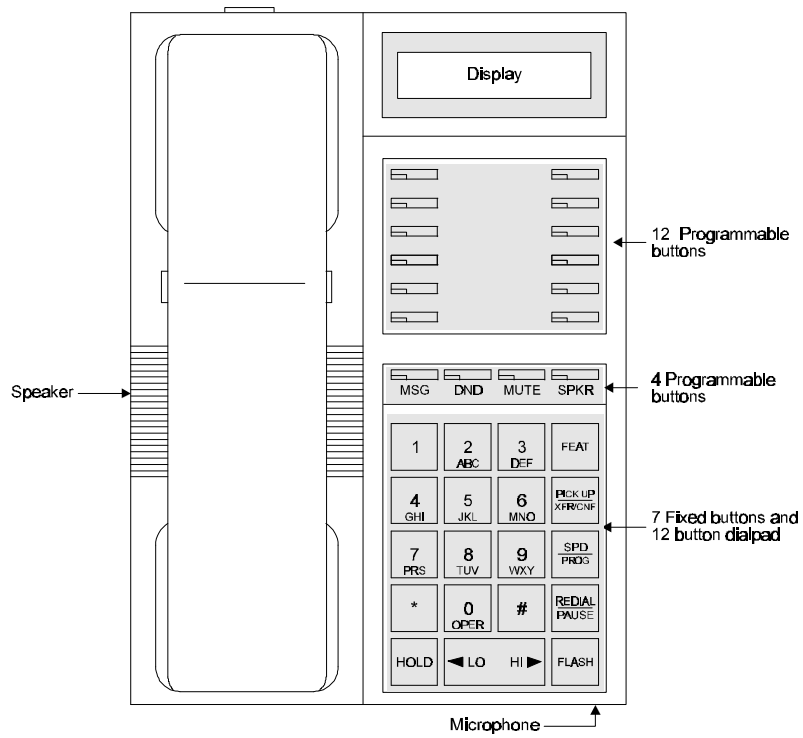 Display
12 Programmable
buttons
MSG DND MUTE SPKR
4 Programmable
buttons
Speaker
1 2 3 FEAT
ABC DEF
4 5 6 PICK UP
GHI JKL MNO XFR/CNF
7 Fixed buttons and
12 button dialpad
7 8 9 SPD
PRS TUV WXY PROG
* 0 # REDIAL
OPER PAUSE
HOLD ◄ LO HI ► FLASH
Microphone